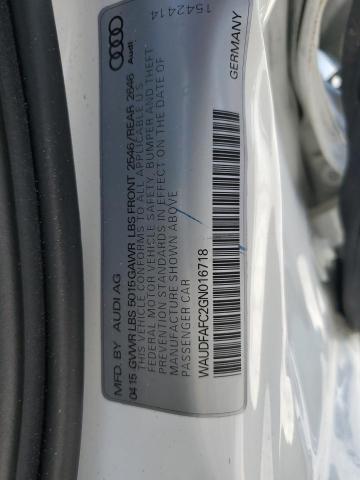 MFD. BY AUDI AG
04 15 GVWR LBS 5015 GAWR LBS FRONT 2546/REAR 2646
THIS VEHICLE CONFORMS TO ALL APPLICABLE U.S.
FEDERAL MOTOR VEHICLE SAFETY, BUMPER AND THEFT
PREVENTION STANDARDS IN EFFECT ON THE DATE OF
MANUFACTURE SHOWN ABOVE
PASSENGER CAR
WAUDFAFC2GN016718
Audi
1542414
GERMANY